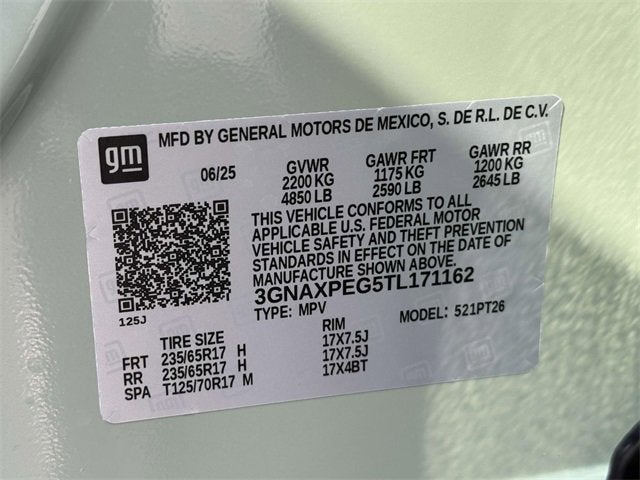 gm
MFD BY GENERAL MOTORS DE MEXICO, S. DE R.L. DE C.V.
06/25 GVWR GAWR FRT GAWR RR
2200 KG 1175 KG 1200 KG
4850 LB 2590 LB 2645 LB
THIS VEHICLE CONFORMS TO ALL
APPLICABLE U.S. FEDERAL MOTOR
VEHICLE SAFETY AND THEFT PREVENTION
STANDARDS IN EFFECT ON THE DATE OF
MANUFACTURE SHOWN ABOVE.
3GNAXPEG5TL171162
125J TYPE: MPV MODEL: 521PT26
TIRE SIZE RIM
FRT 235/65R17 H 17X7.5J
RR 235/65R17 H 17X7.5J
SPA T125/70R17 M 17X4BT